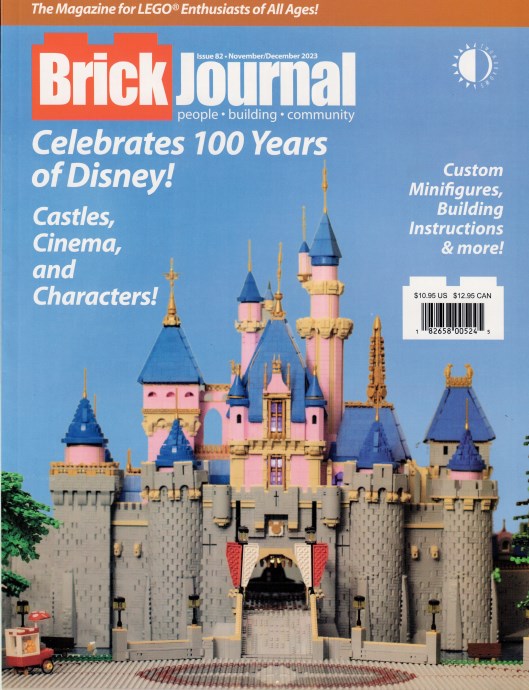 The Magazine for LEGO® Enthusiasts of All Ages!
Issue 82 • November/December 2023
BrickJournal
people • building • community
Celebrates 100 Years
of Disney!
Castles,
Cinema,
and
Characters!
Custom
Minifigures,
Building
Instructions
& more!
$10.95 US $12.95 CAN
1 82658 00524 5